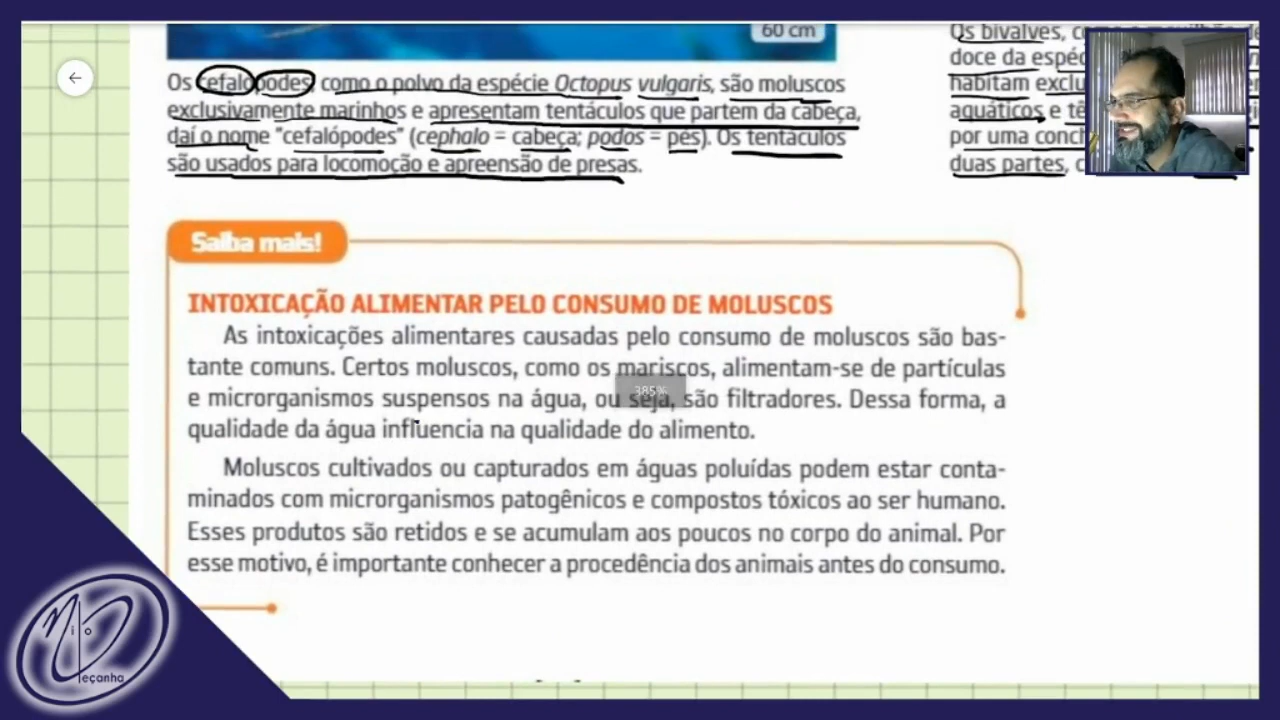 60 cm
Os cefalópodes, como o polvo da espécie Octopus vulgaris, são moluscos
exclusivamente marinhos e apresentam tentáculos que partem da cabeça,
daí o nome "cefalópodes" (cephalo = cabeça; podos = pés). Os tentáculos
são usados para locomoção e apreensão de presas.
Os bivalves,
doce da
habitam
aquáticos e
por uma
duas partes,
Saiba mais!
INTOXICAÇÃO ALIMENTAR PELO CONSUMO DE MOLUSCOS
As intoxicações alimentares causadas pelo consumo de moluscos são bas-
tante comuns. Certos moluscos, como os mariscos, alimentam-se de partículas
e microrganismos suspensos na água, ou seja, são filtradores. Dessa forma, a
qualidade da água influencia na qualidade do alimento.
385%
Moluscos cultivados ou capturados em águas poluídas podem estar conta-
minados com microrganismos patogênicos e compostos tóxicos ao ser humano.
Esses produtos são retidos e se acumulam aos poucos no corpo do animal. Por
esse motivo, é importante conhecer a procedência dos animais antes do consumo.